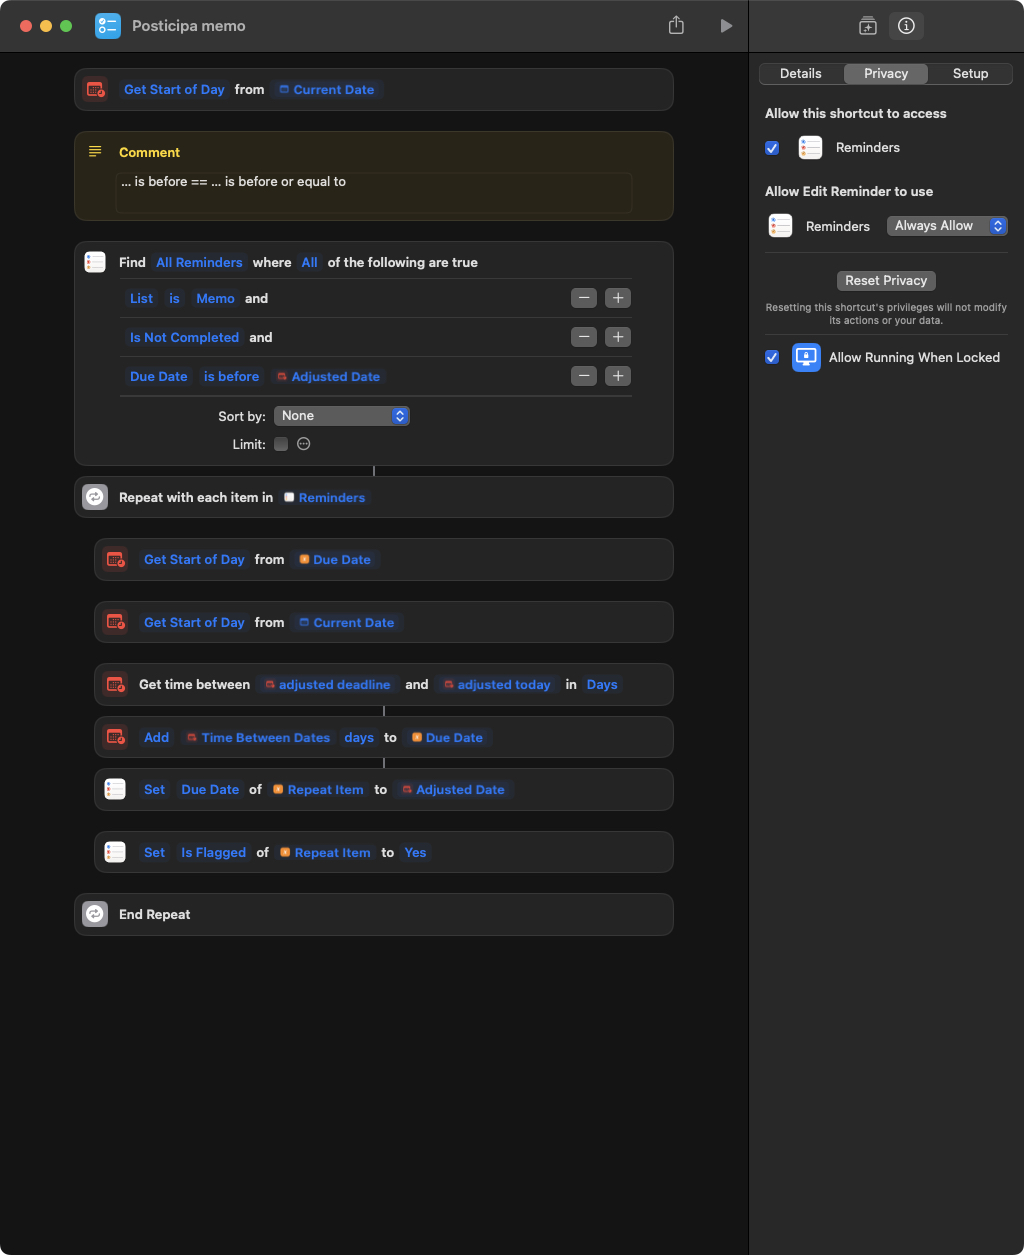 Posticipa memo
Get Start of Day from Current Date
Comment
... is before == ... is before or equal to
Find All Reminders where All of the following are true
List is Memo and
Is Not Completed and
Due Date is before Adjusted Date
Sort by: None
Limit:
Repeat with each item in Reminders
Get Start of Day from Due Date
Get Start of Day from Current Date
Get time between adjusted deadline and adjusted today in Days
Add Time Between Dates days to Due Date
Set Due Date of Repeat Item to Adjusted Date
Set Is Flagged of Repeat Item to Yes
End Repeat
Details Privacy Setup
Allow this shortcut to access
Reminders
Allow Edit Reminder to use
Reminders Always Allow
Reset Privacy
Resetting this shortcut's privileges will not modify
its actions or your data.
Allow Running When Locked